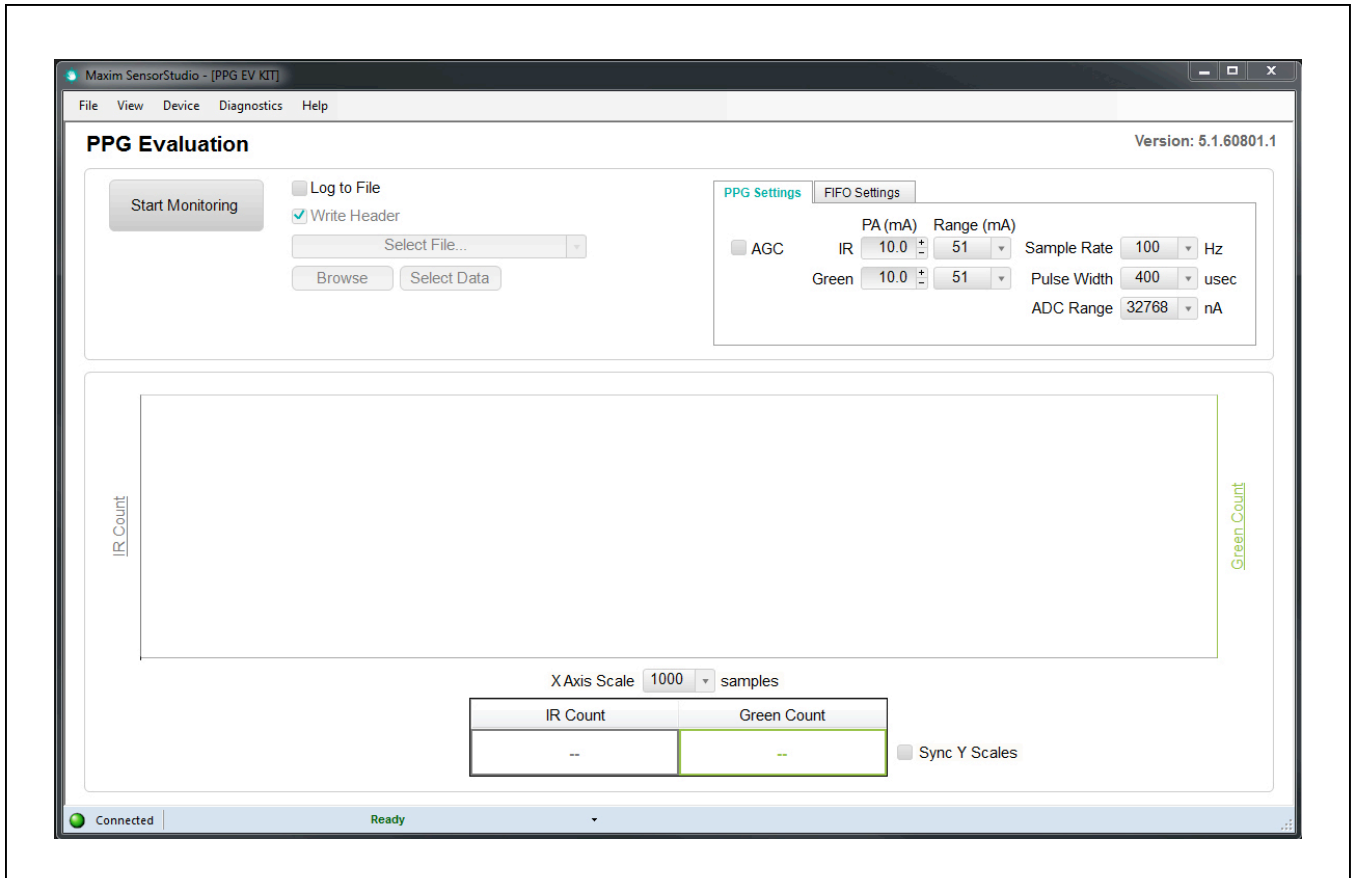 Maxim SensorStudio - [PPG EV KIT]
File View Device Diagnostics Help
PPG Evaluation
Version: 5.1.60801.1
Start Monitoring
Log to File
Write Header
Select File...
Browse Select Data
PPG Settings FIFO Settings
PA (mA) Range (mA)
AGC IR 10.0 51 Sample Rate 100 Hz
Green 10.0 51 Pulse Width 400 usec
ADC Range 32768 nA
IR Count
Green Count
X Axis Scale 1000 samples
IR Count Green Count
-- --
Sync Y Scales
Connected Ready